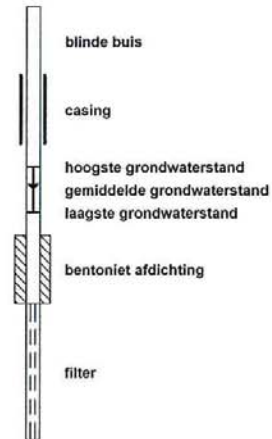 blinde buis
casing
hoogste grondwaterstand
gemiddelde grondwaterstand
laagste grondwaterstand
bentoniet afdichting
filter